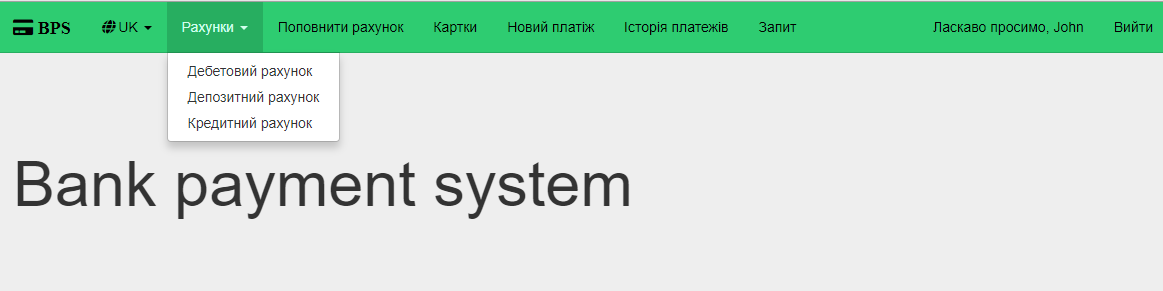 BPS UK Рахунки Поповнити рахунок Картки Новий платіж Історія платежів Запит Ласкаво просимо, John Вийти
Дебетовий рахунок
Депозитний рахунок
Кредитний рахунок
Bank payment system